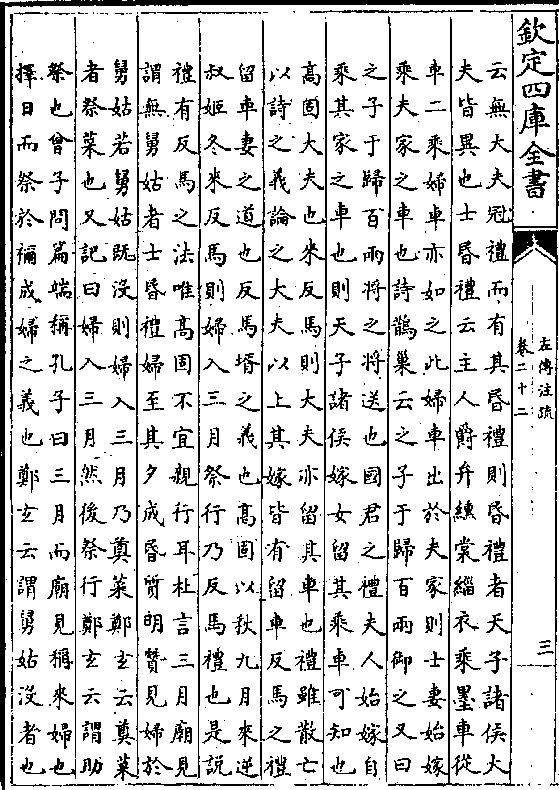 欽定四庫全書
左傳注疏
卷二十二
三
云無大夫冠禮而有其昏禮則昏禮者天子諸侯大
夫皆異也士昏禮云主人爵弁纁裳緇衣乘墨車從
車二乘婦車亦如之此婦車出於夫家則士妻始嫁
乘夫家之車也詩鵲巢云之子于歸百兩御之又曰
之子于歸百兩將之將送也國君之禮夫人始嫁自
乘其家之車也則天子諸侯嫁女留其乘車可知也
高固大夫也來反馬則大夫亦留其車也禮雖散亡
以詩之義論之大夫以上其嫁皆有留車反馬之禮
留車妻之道也反馬壻之義也高固以秋九月來逆
叔姬冬來反馬則婦入三月祭行乃反馬禮也是說
禮有反馬之法唯高固不宜親行耳杜言三月廟見
謂無舅姑者士昏禮婦至其夕成昏質明贊見婦於
舅姑若舅姑既沒則婦入三月乃奠菜鄭玄云奠菜
者祭菜也又記曰婦入三月然後祭行鄭玄云謂助
祭也曾子問篇端稱孔子曰三月而廟見稱來婦也
擇日而祭於禰成婦之義也鄭玄云謂舅姑沒者也